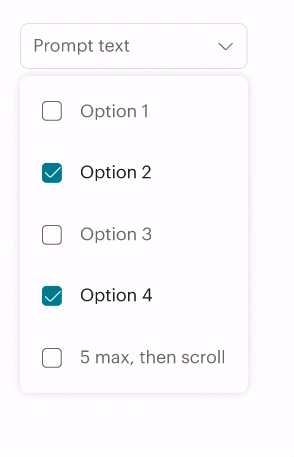 Prompt text
Option 1
Option 2
Option 3
Option 4
5 max, then scroll